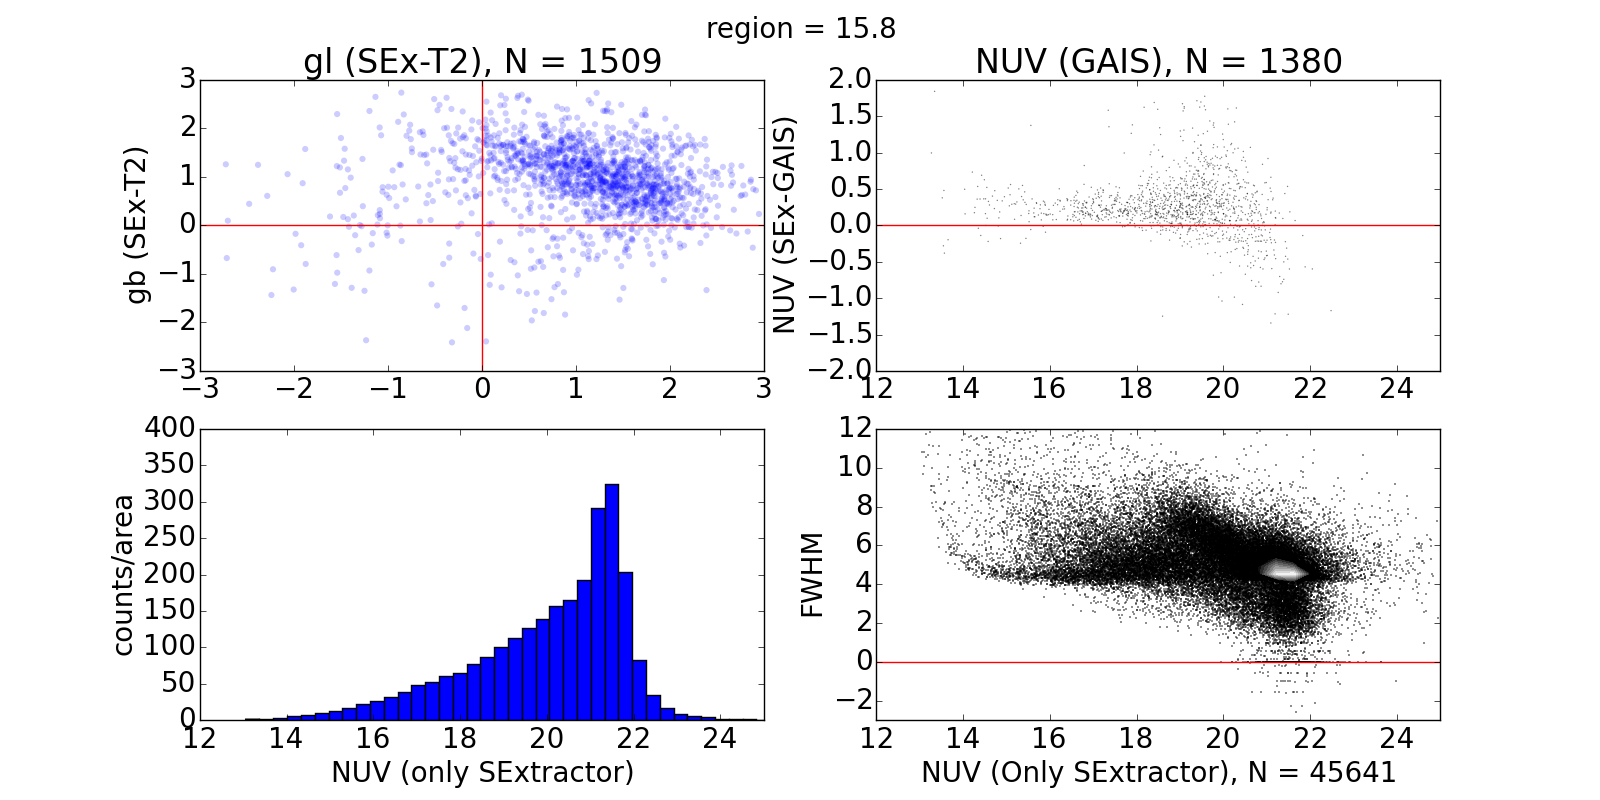 region = 15.8
gl (SEx-T2), N = 1509
NUV (GAIS), N = 1380
3
2
1
0
−1
−2
−3
gb (SEx-T2)
−3 −2 −1 0 1 2 3
2.0
1.5
1.0
0.5
0.0
−0.5
−1.0
−1.5
−2.0
NUV (SEx-GAIS)
12 14 16 18 20 22 24
400
350
300
250
200
150
100
50
0
counts/area
12 14 16 18 20 22 24
NUV (only SExtractor)
12
10
8
6
4
2
0
−2
FWHM
12 14 16 18 20 22 24
NUV (Only SExtractor), N = 45641